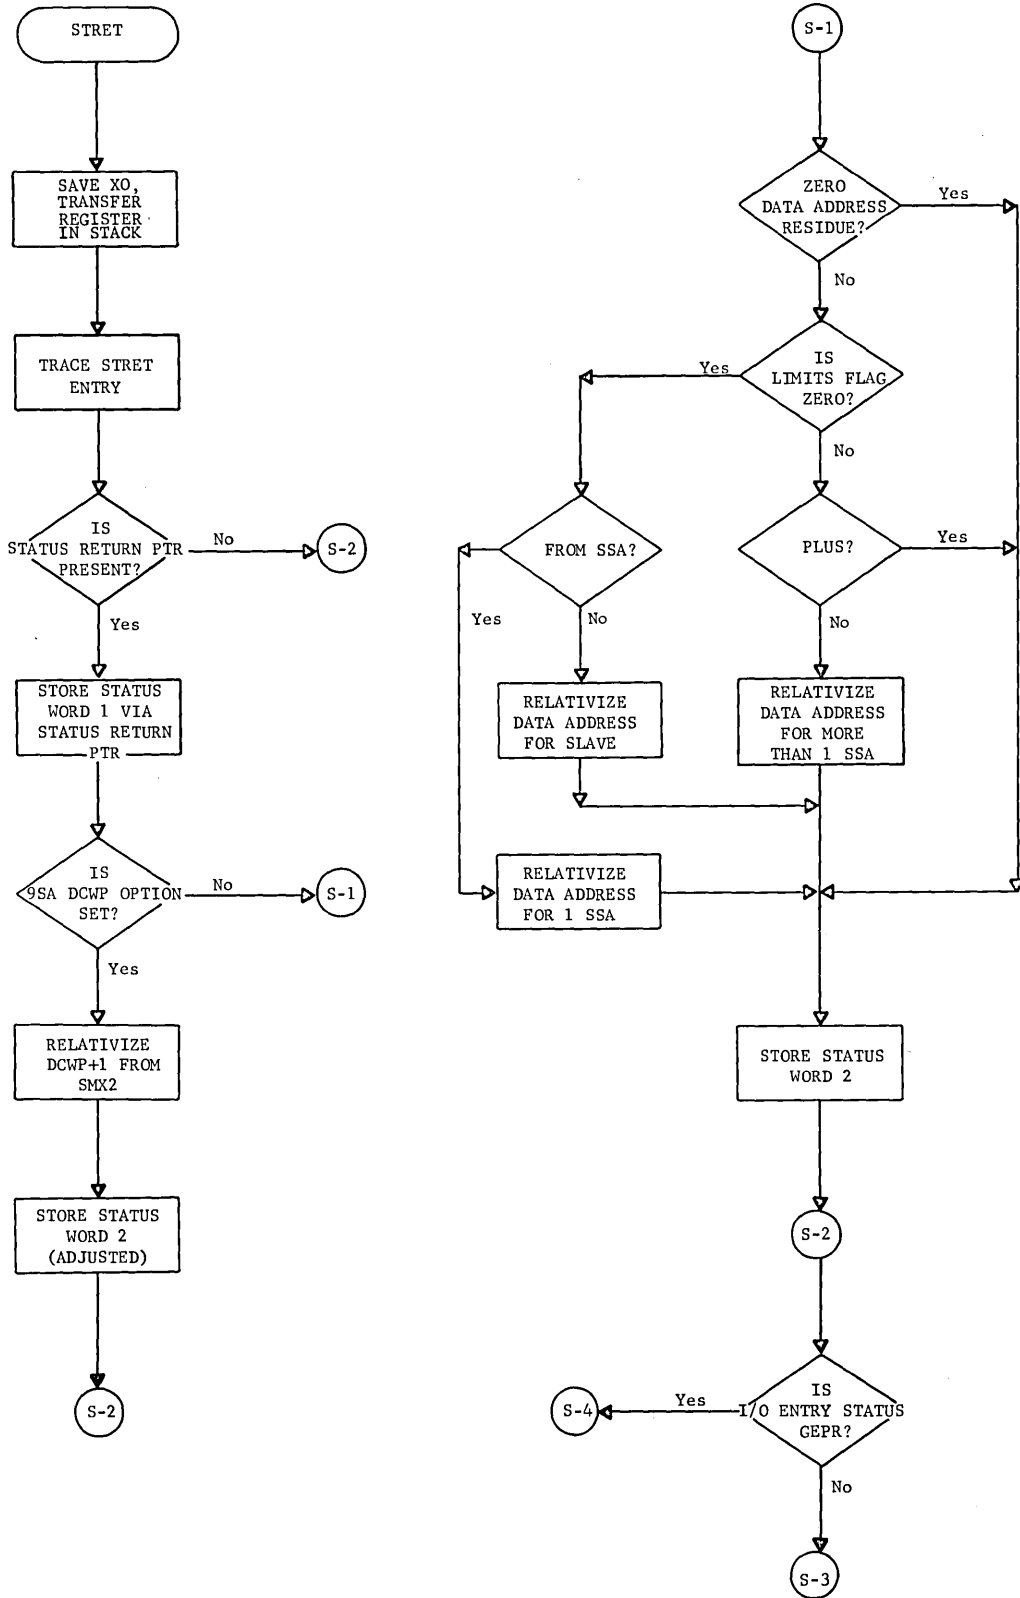 STRET
SAVE XO,
TRANSFER
REGISTER
IN STACK
TRACE STRET
ENTRY
IS
STATUS RETURN PTR
PRESENT?
No
S-2
Yes
STORE STATUS
WORD 1 VIA
STATUS RETURN
PTR
IS
9SA DCWP OPTION
SET?
No
S-1
Yes
RELATIVIZE
DCWP+1 FROM
SMX2
STORE STATUS
WORD 2
(ADJUSTED)
S-2
S-1
ZERO
DATA ADDRESS
RESIDUE?
Yes
No
IS
LIMITS FLAG
ZERO?
Yes
No
FROM SSA?
Yes
No
PLUS?
Yes
No
RELATIVIZE
DATA ADDRESS
FOR SLAVE
RELATIVIZE
DATA ADDRESS
FOR MORE
THAN 1 SSA
RELATIVIZE
DATA ADDRESS
FOR 1 SSA
STORE STATUS
WORD 2
S-2
IS
I/O ENTRY STATUS
GEPR?
Yes
S-4
No
S-3